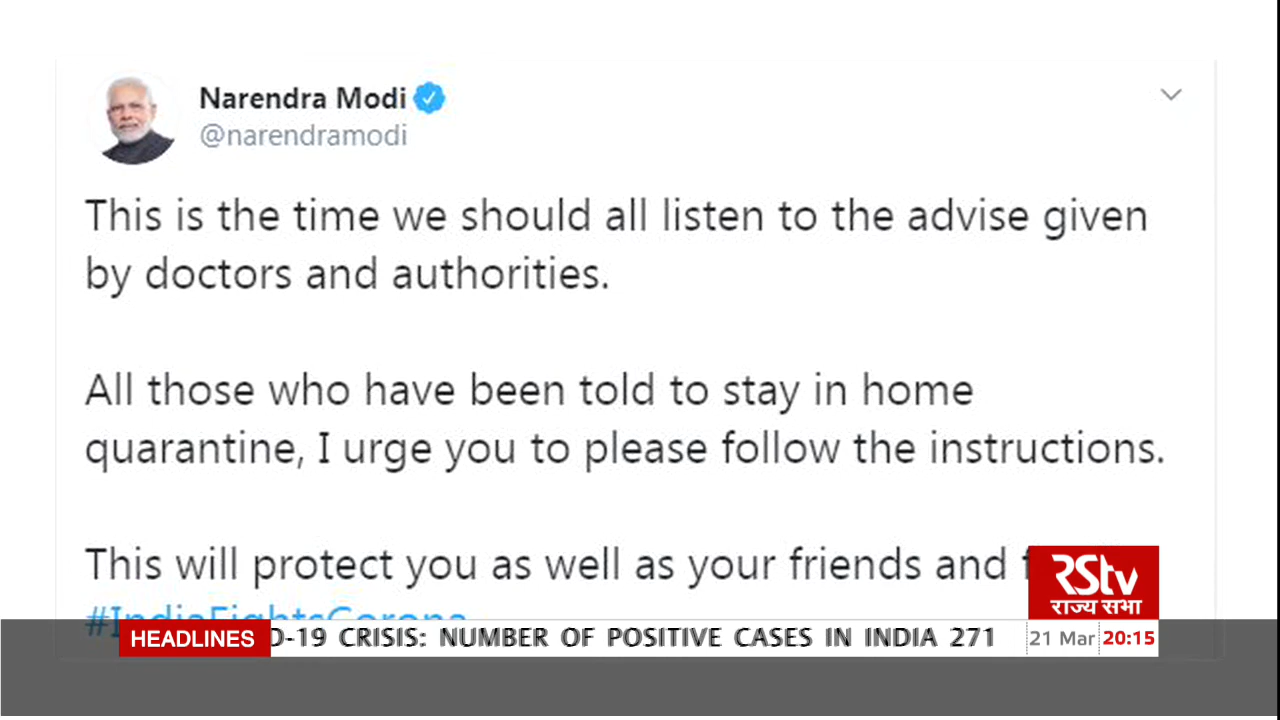 Narendra Modi
@narendramodi
This is the time we should all listen to the advise given
by doctors and authorities.
All those who have been told to stay in home
quarantine, I urge you to please follow the instructions.
This will protect you as well as your friends and
#IndiaFightsCorona
RStv
राज्य सभा
HEADLINES D-19 CRISIS: NUMBER OF POSITIVE CASES IN INDIA 271 21 Mar 20:15